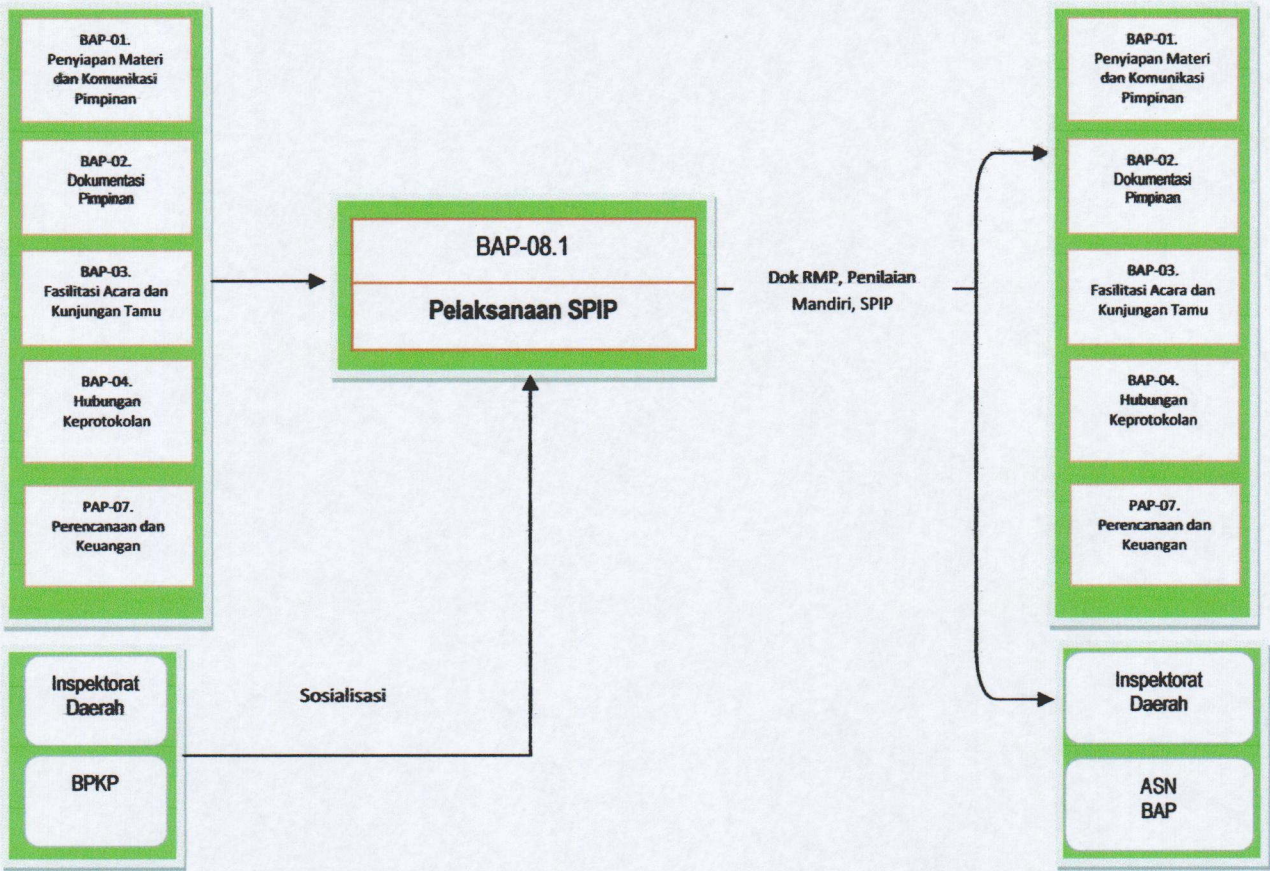 BAP-01.
Penyiapan Materi
dan Komunikasi
Pimpinan
BAP-02.
Dokumentasi
Pimpinan
BAP-03.
Fasilitasi Acara dan
Kunjungan Tamu
BAP-04.
Hubungan
Keprotokolan
PAP-07.
Perencanaan dan
Keuangan
Inspektorat
Daerah
BPKP
Sosialisasi
BAP-08.1
Pelaksanaan SPIP
Dok RMP, Penilaian
Mandiri, SPIP
BAP-01.
Penyiapan Materi
dan Komunikasi
Pimpinan
BAP-02.
Dokumentasi
Pimpinan
BAP-03.
Fasilitasi Acara dan
Kunjungan Tamu
BAP-04.
Hubungan
Keprotokolan
PAP-07.
Perencanaan dan
Keuangan
Inspektorat
Daerah
ASN
BAP